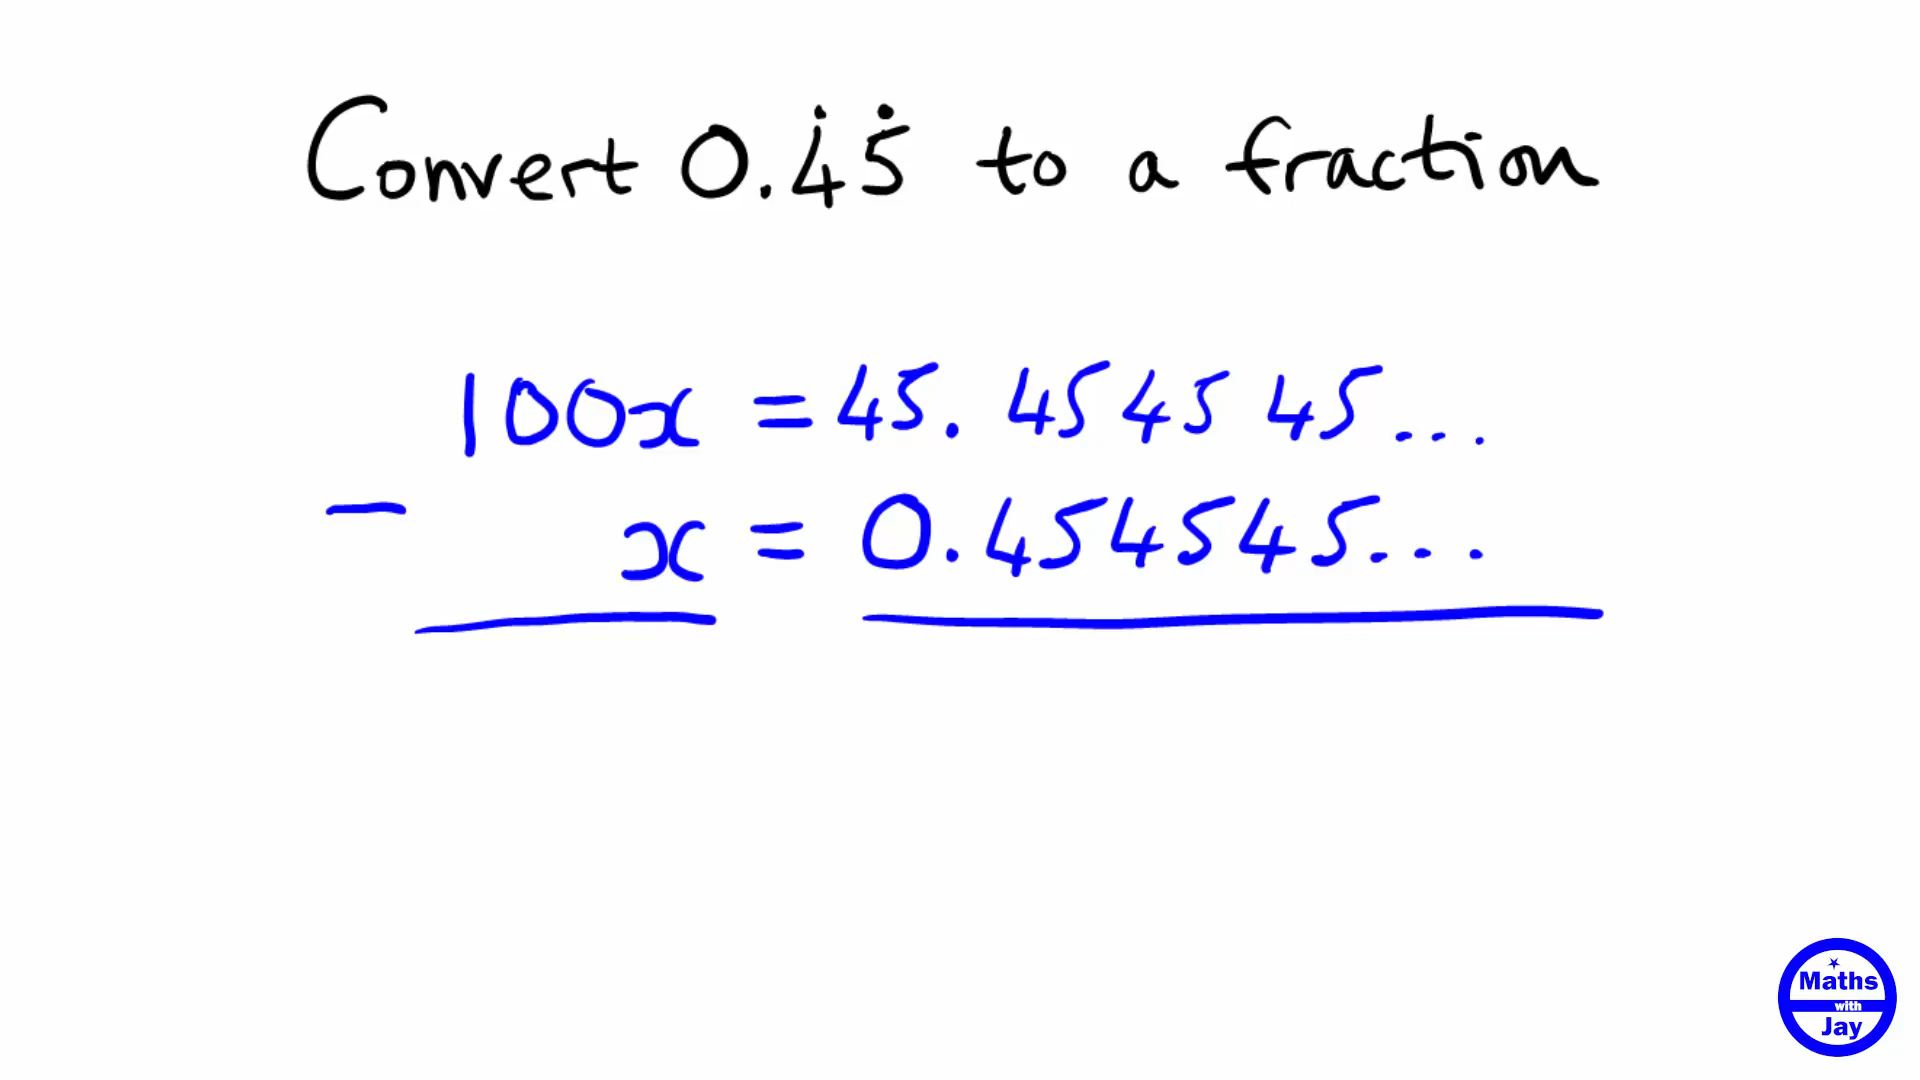 Convert 0.4̇5̇ to a fraction
100x = 45.454545...
− x = 0.454545...
Maths
with
Jay